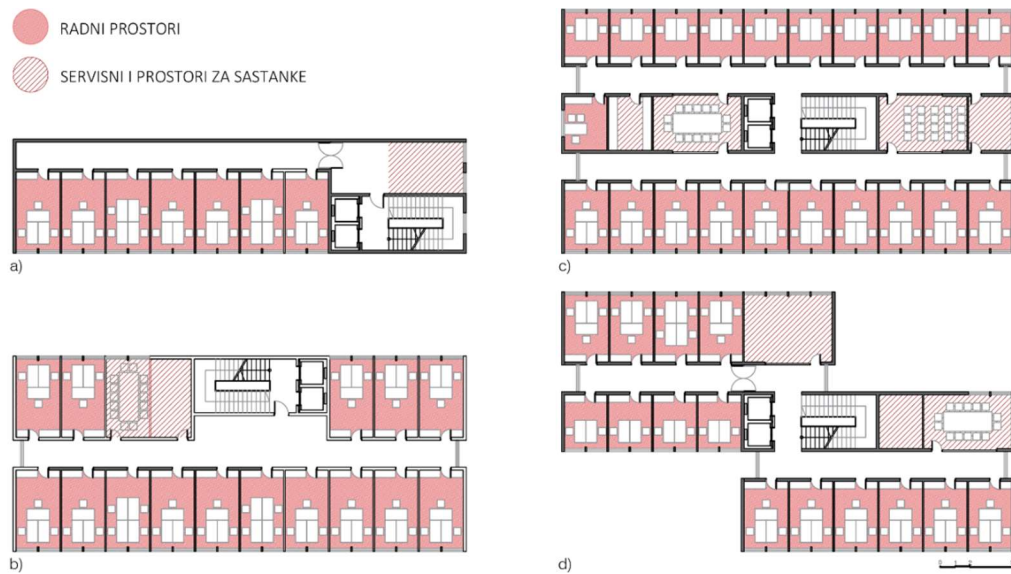 RADNI PROSTORI
SERVISNI I PROSTORI ZA SASTANKE
a)
b)
c)
d)